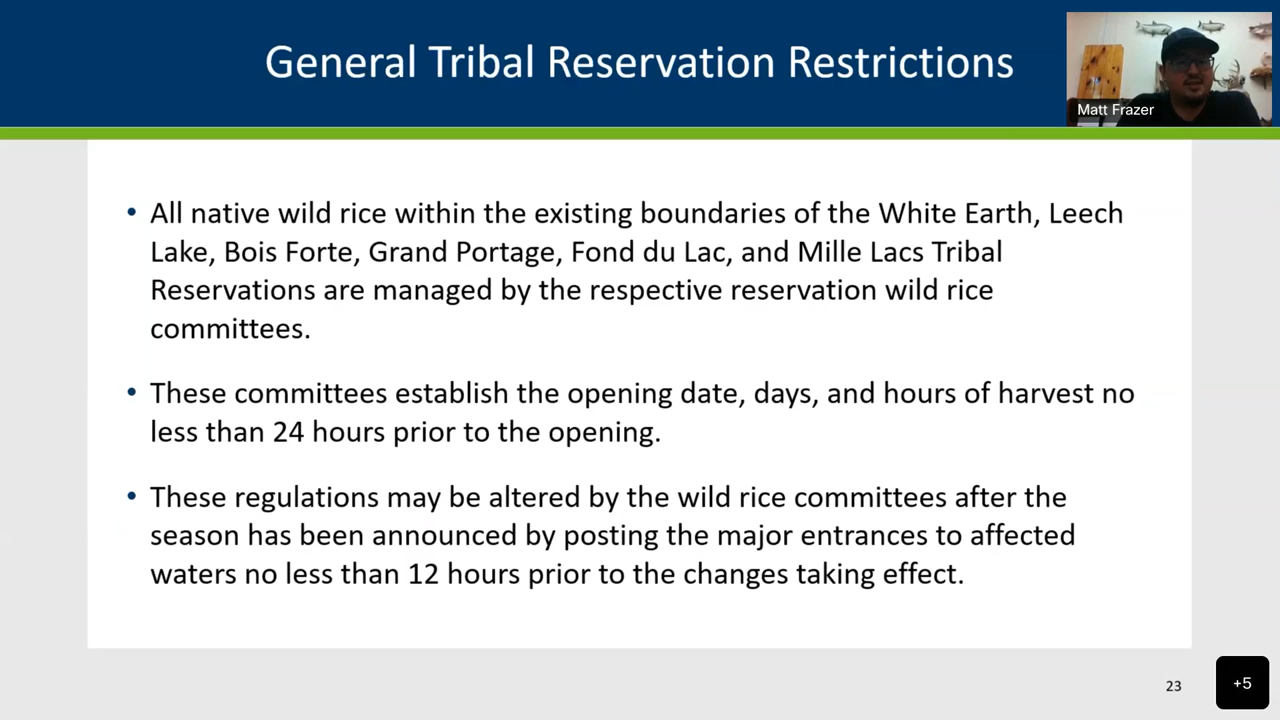 General Tribal Reservation Restrictions
Matt Frazer
• All native wild rice within the existing boundaries of the White Earth, Leech
Lake, Bois Forte, Grand Portage, Fond du Lac, and Mille Lacs Tribal
Reservations are managed by the respective reservation wild rice
committees.
• These committees establish the opening date, days, and hours of harvest no
less than 24 hours prior to the opening.
• These regulations may be altered by the wild rice committees after the
season has been announced by posting the major entrances to affected
waters no less than 12 hours prior to the changes taking effect.
23
+5